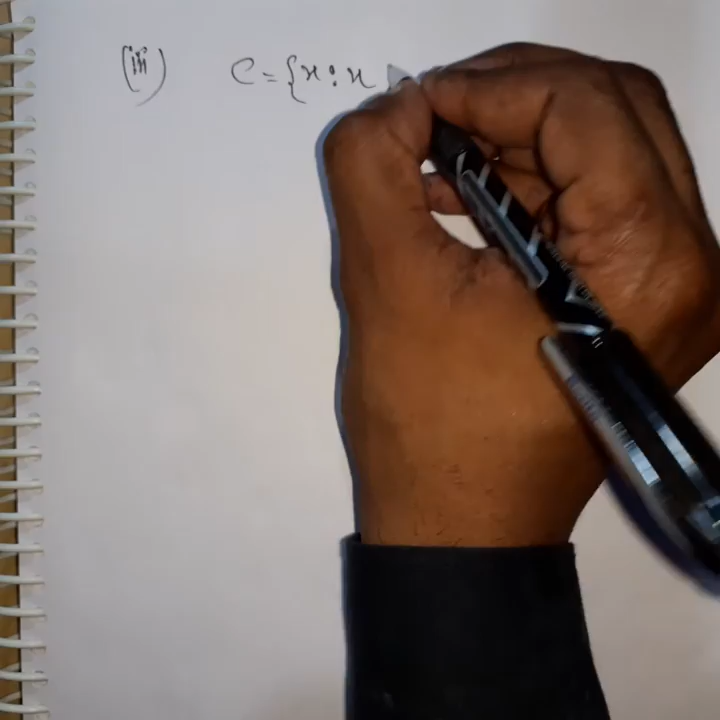 (iii) C = {x : x